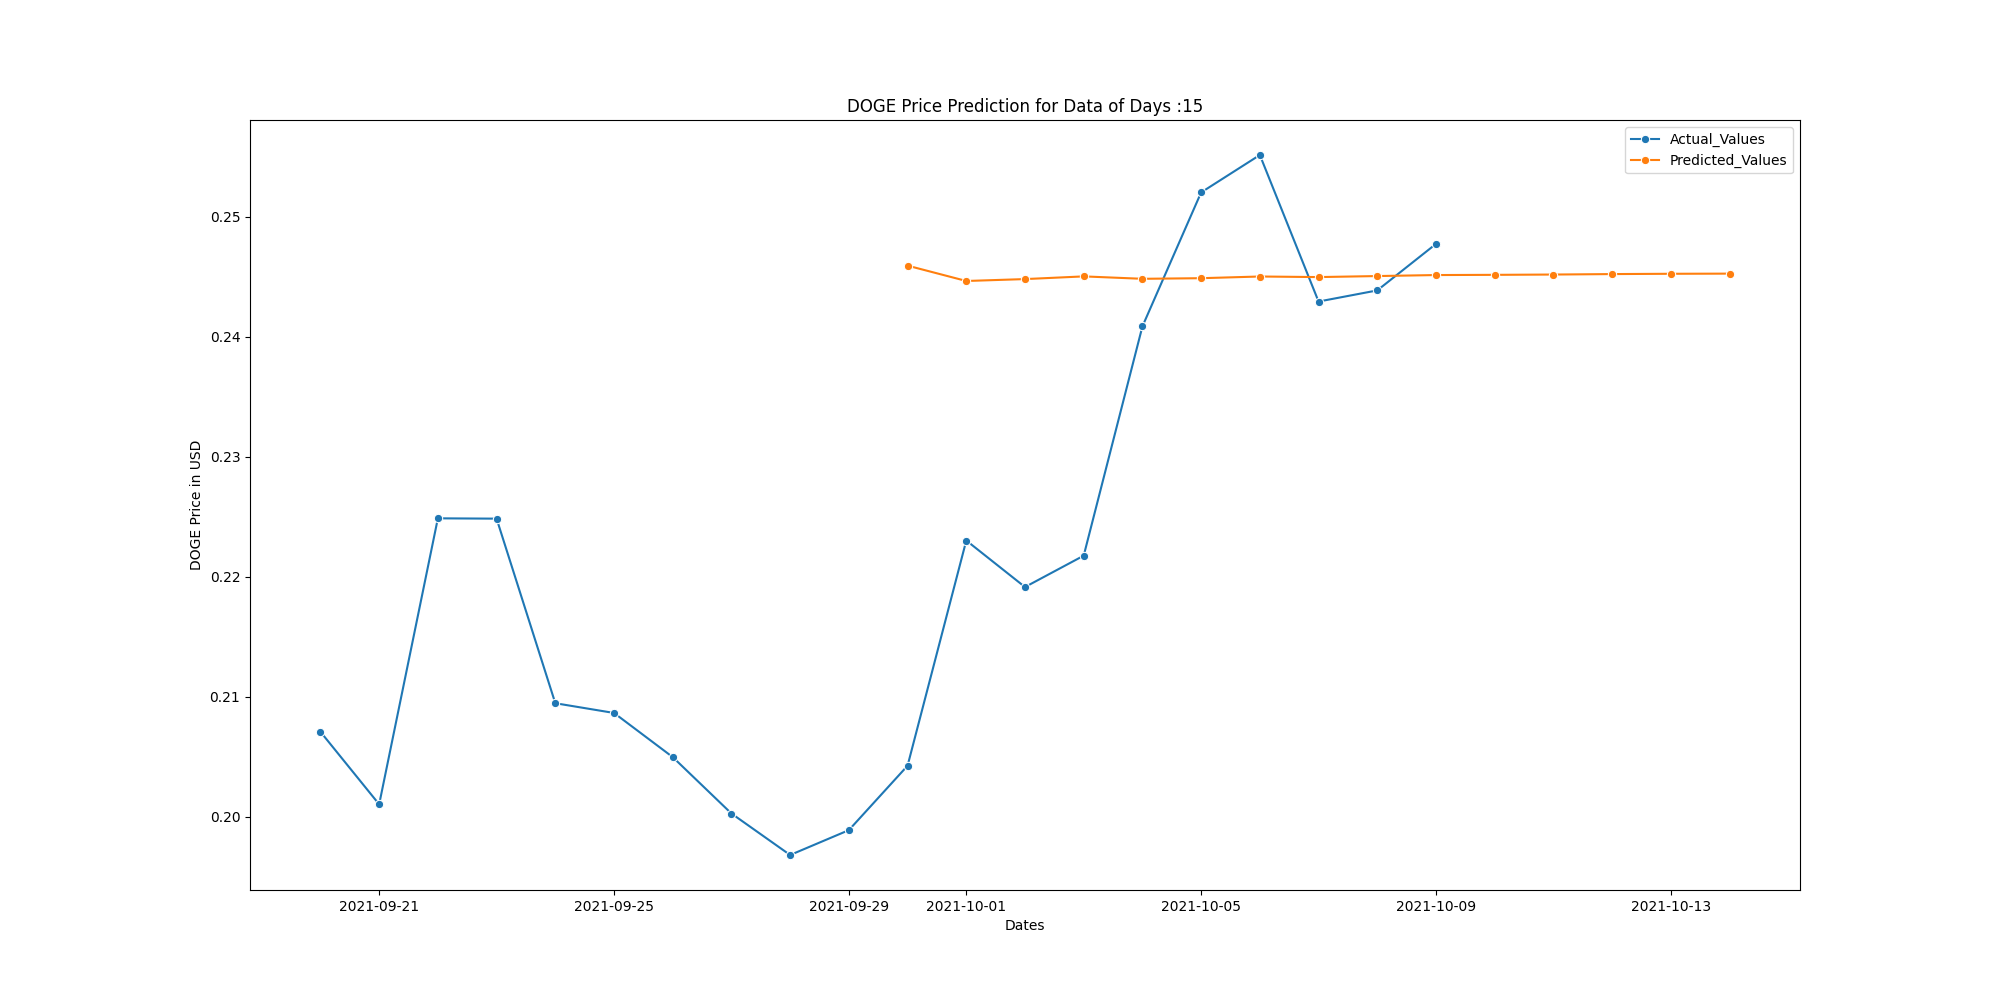 DOGE Price Prediction for Data of Days :15
Actual_Values
Predicted_Values
DOGE Price in USD
0.25
0.24
0.23
0.22
0.21
0.20
2021-09-21
2021-09-25
2021-09-29
2021-10-01
2021-10-05
2021-10-09
2021-10-13
Dates